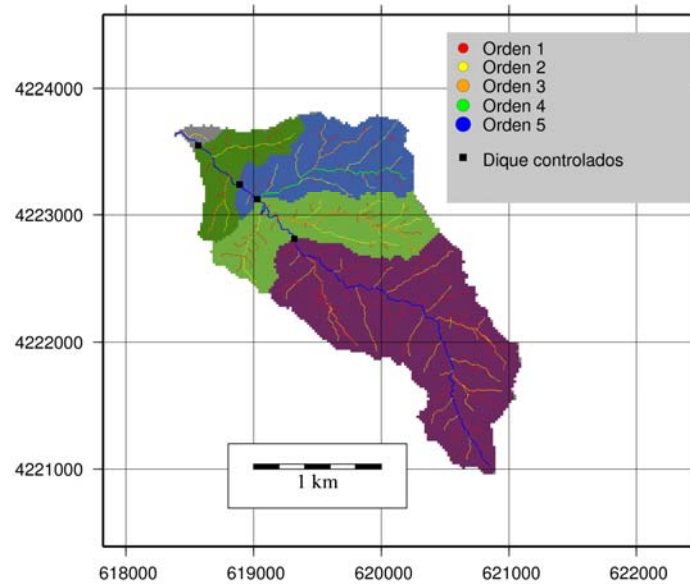 Orden 1
Orden 2
Orden 3
Orden 4
Orden 5
Dique controlados
4224000
4223000
4222000
4221000
1 km
618000
619000
620000
621000
622000